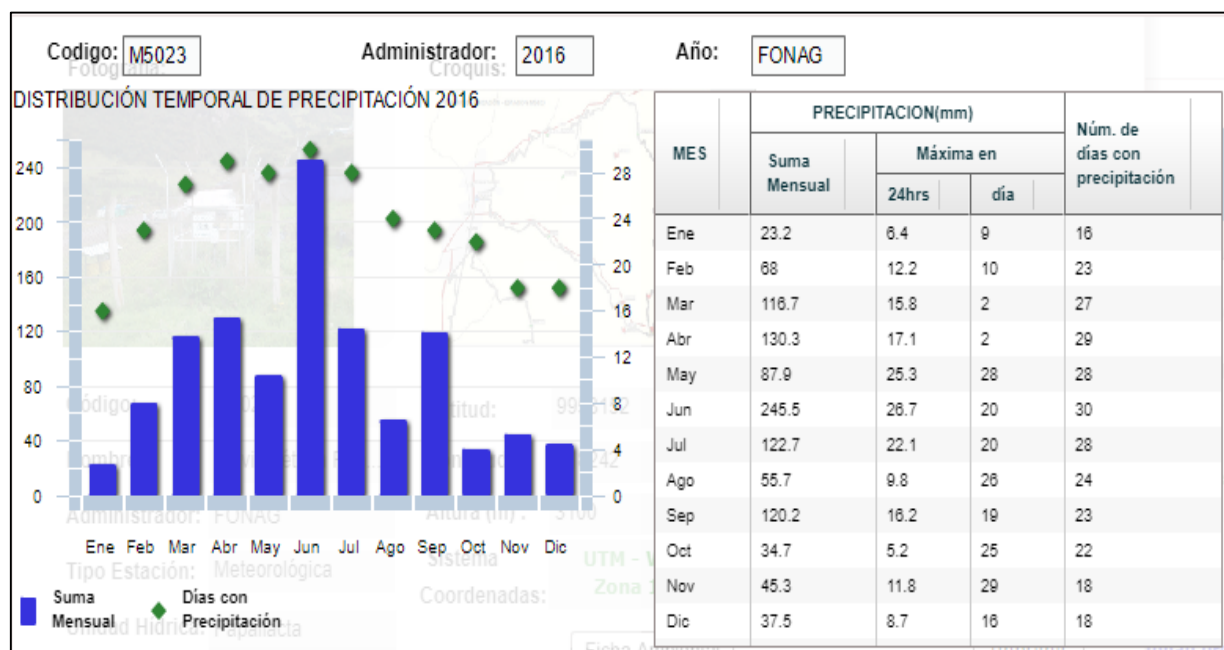 Codigo: M5023 Administrador: 2016 Año: FONAG
Fotografía: Croquis:
DISTRIBUCIÓN TEMPORAL DE PRECIPITACIÓN 2016
240
200
160
120
80
40
0
28
24
20
16
12
8
4
0
Ene Feb Mar Abr May Jun Jul Ago Sep Oct Nov Dic
Suma Mensual
Días con Precipitación
Código:
Administrador: FONAG
Altura (m) : 3100
Tipo Estación: Meteorológica
Sistema
Coordenadas:
Unidad Hídrica: Papallacta
MES PRECIPITACION(mm) Núm. de días con precipitación
Suma Mensual Máxima en
24hrs día
Ene 23.2 6.4 9 16
Feb 68 12.2 10 23
Mar 116.7 15.8 2 27
Abr 130.3 17.1 2 29
May 87.9 25.3 28 28
Jun 245.5 26.7 20 30
Jul 122.7 22.1 20 28
Ago 55.7 9.8 26 24
Sep 120.2 16.2 19 23
Oct 34.7 5.2 25 22
Nov 45.3 11.8 29 18
Dic 37.5 8.7 16 18